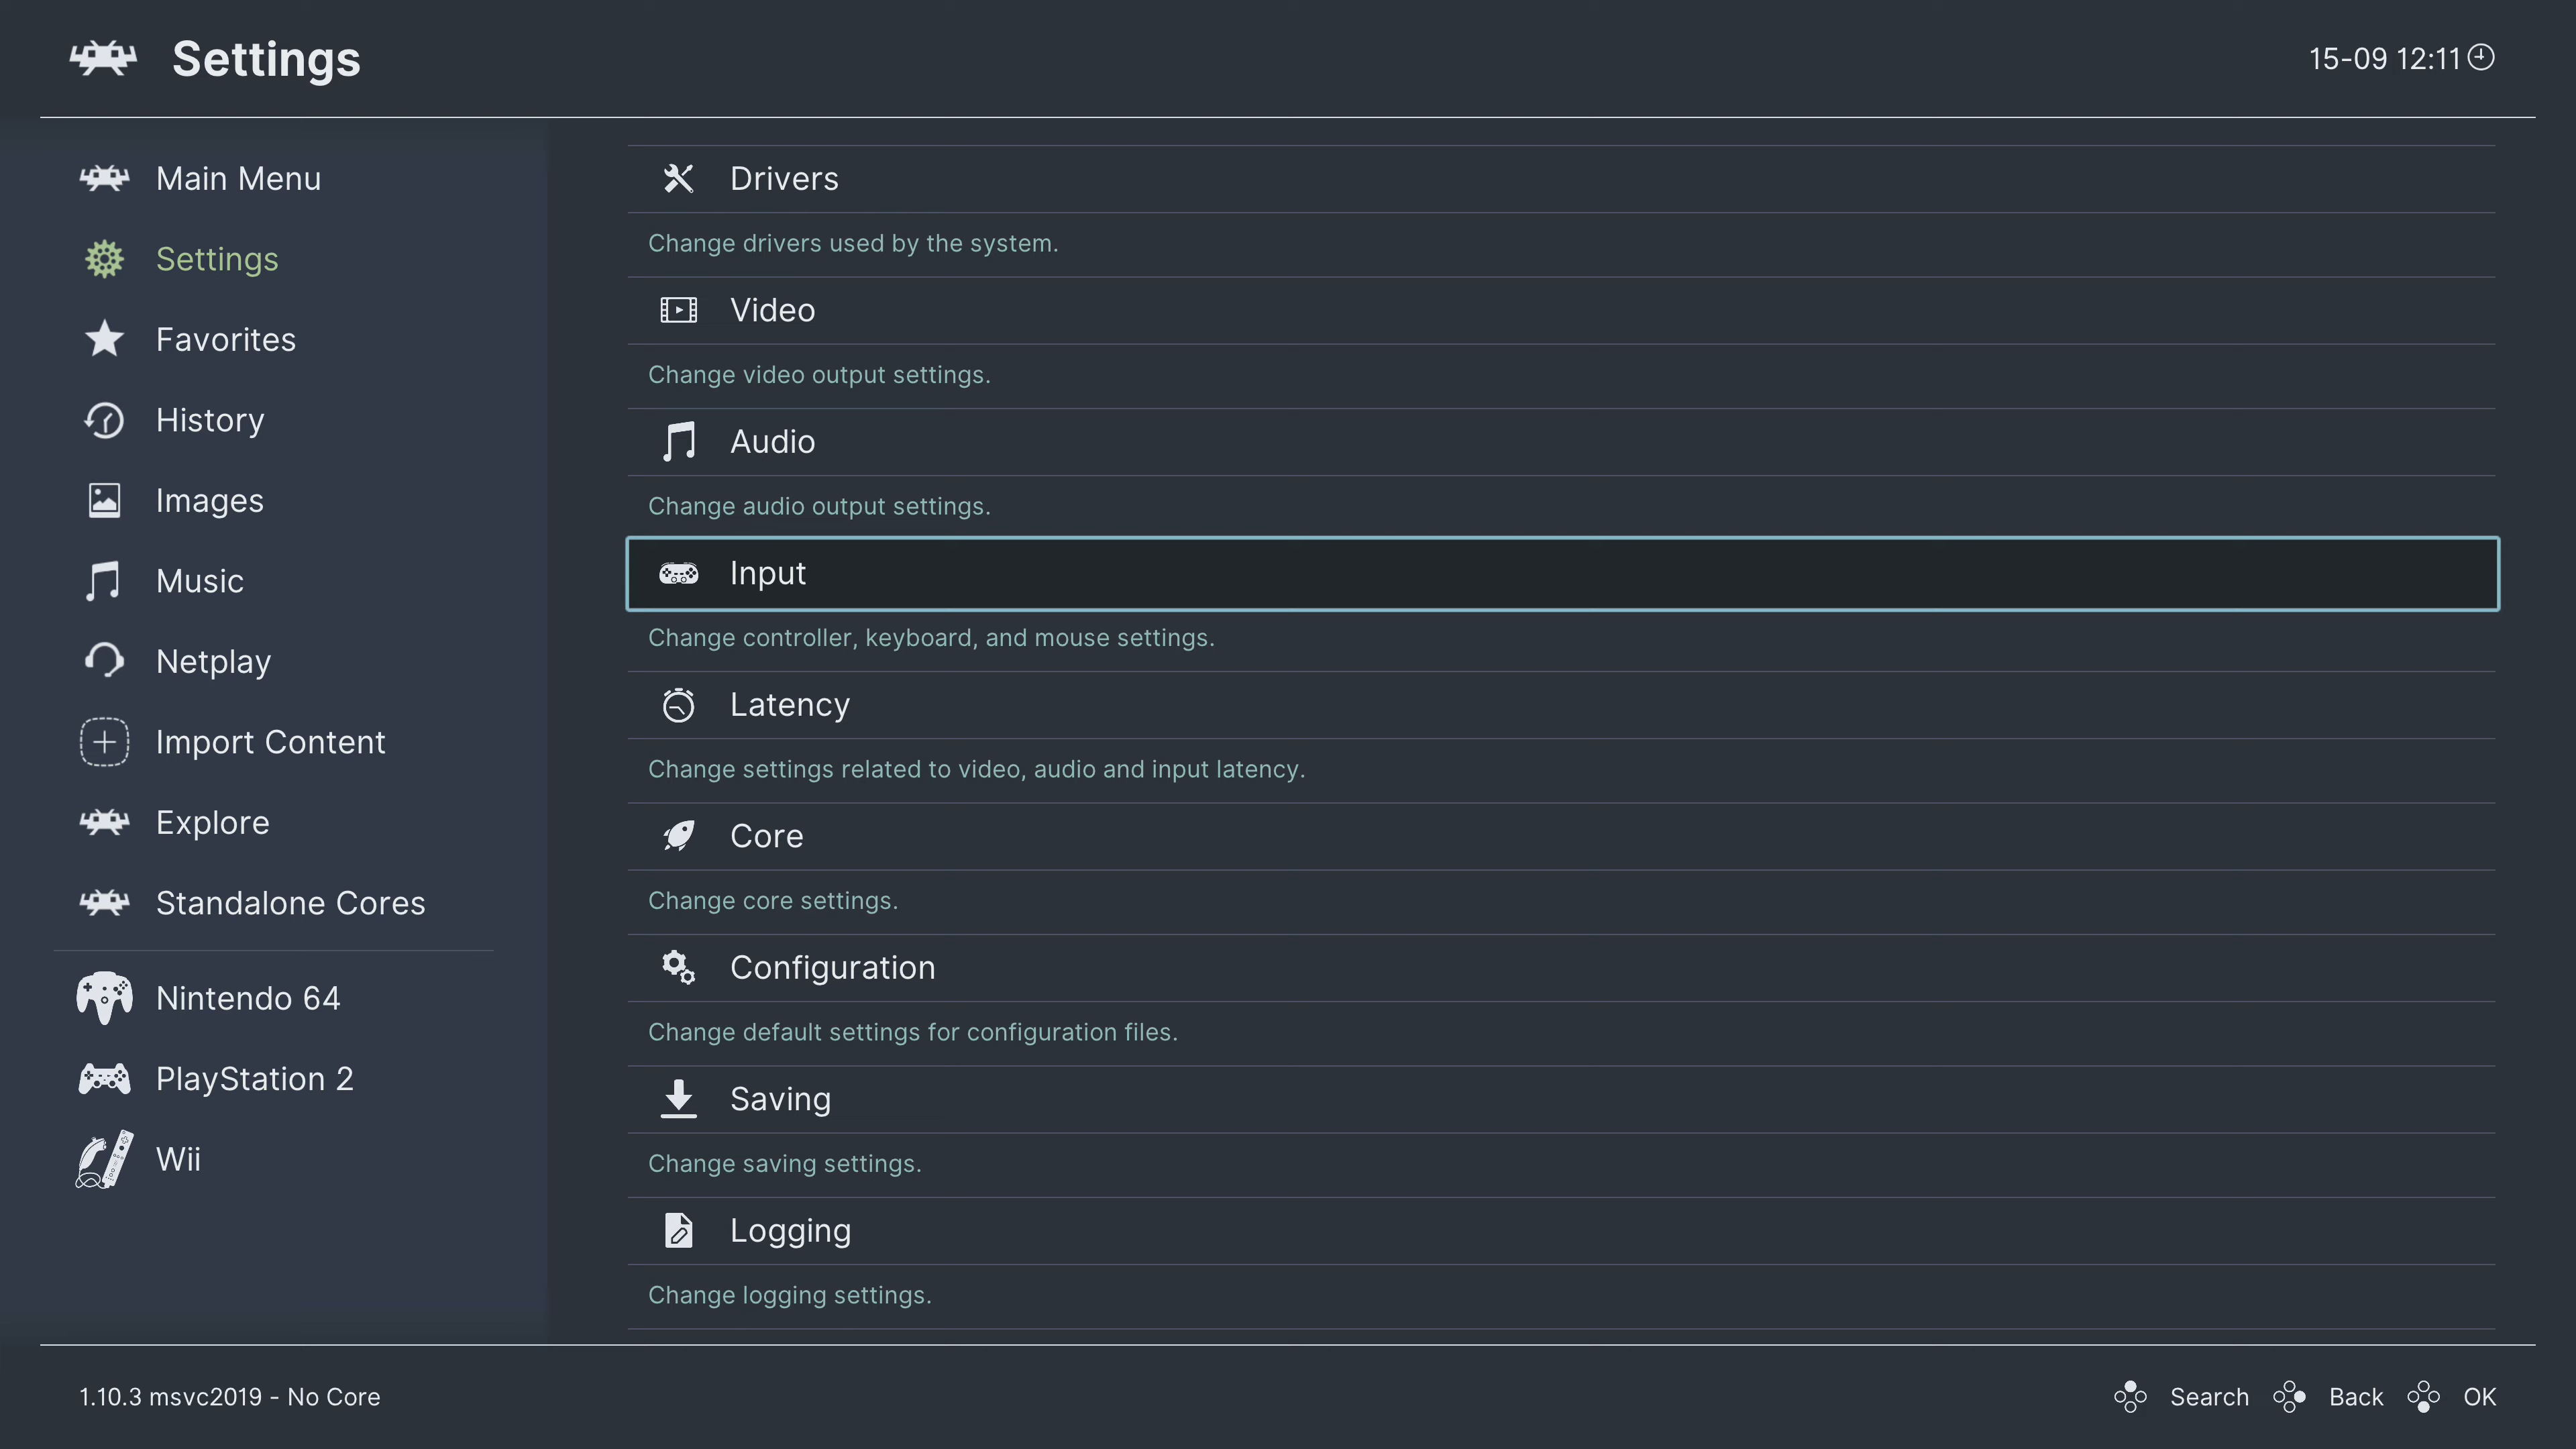 Settings
15-09 12:11
Main Menu
Settings
Favorites
History
Images
Music
Netplay
Import Content
Explore
Standalone Cores
Nintendo 64
PlayStation 2
Wii
Drivers
Change drivers used by the system.
Video
Change video output settings.
Audio
Change audio output settings.
Input
Change controller, keyboard, and mouse settings.
Latency
Change settings related to video, audio and input latency.
Core
Change core settings.
Configuration
Change default settings for configuration files.
Saving
Change saving settings.
Logging
Change logging settings.
1.10.3 msvc2019 - No Core
Search Back OK